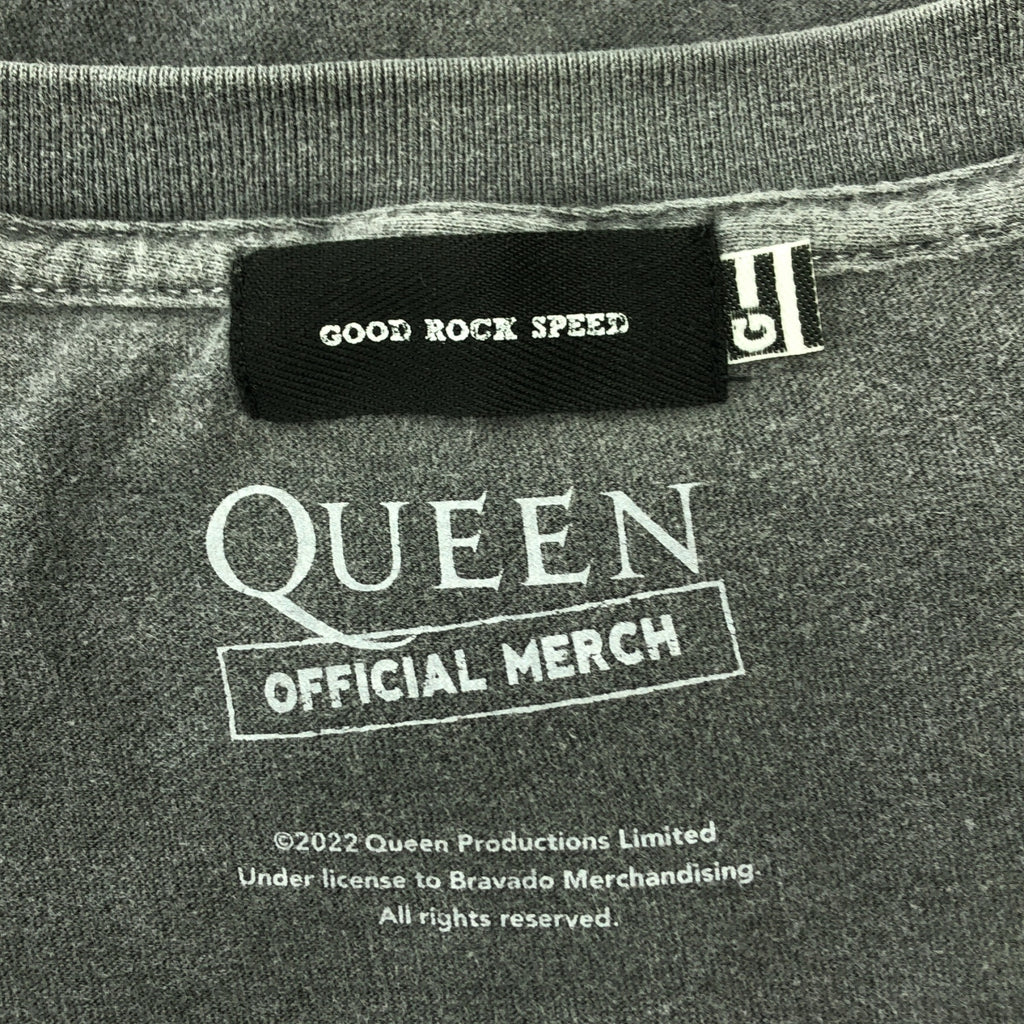 GOOD ROCK SPEED
G
QUEEN
OFFICIAL MERCH
©2022 Queen Productions Limited
Under license to Bravado Merchandising.
All rights reserved.